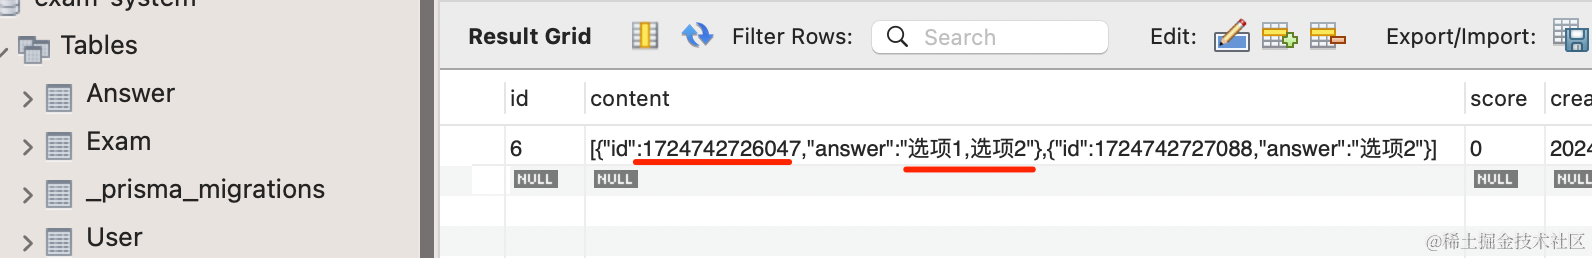 exam-system
Tables
Answer
Exam
_prisma_migrations
User
Result Grid Filter Rows: Search Edit: Export/Import:
id content score crea
6 [{"id":1724742726047,"answer":"选项1,选项2"},{"id":1724742727088,"answer":"选项2"}] 0 2024
NULL NULL NULL NULL
@稀土掘金技术社区